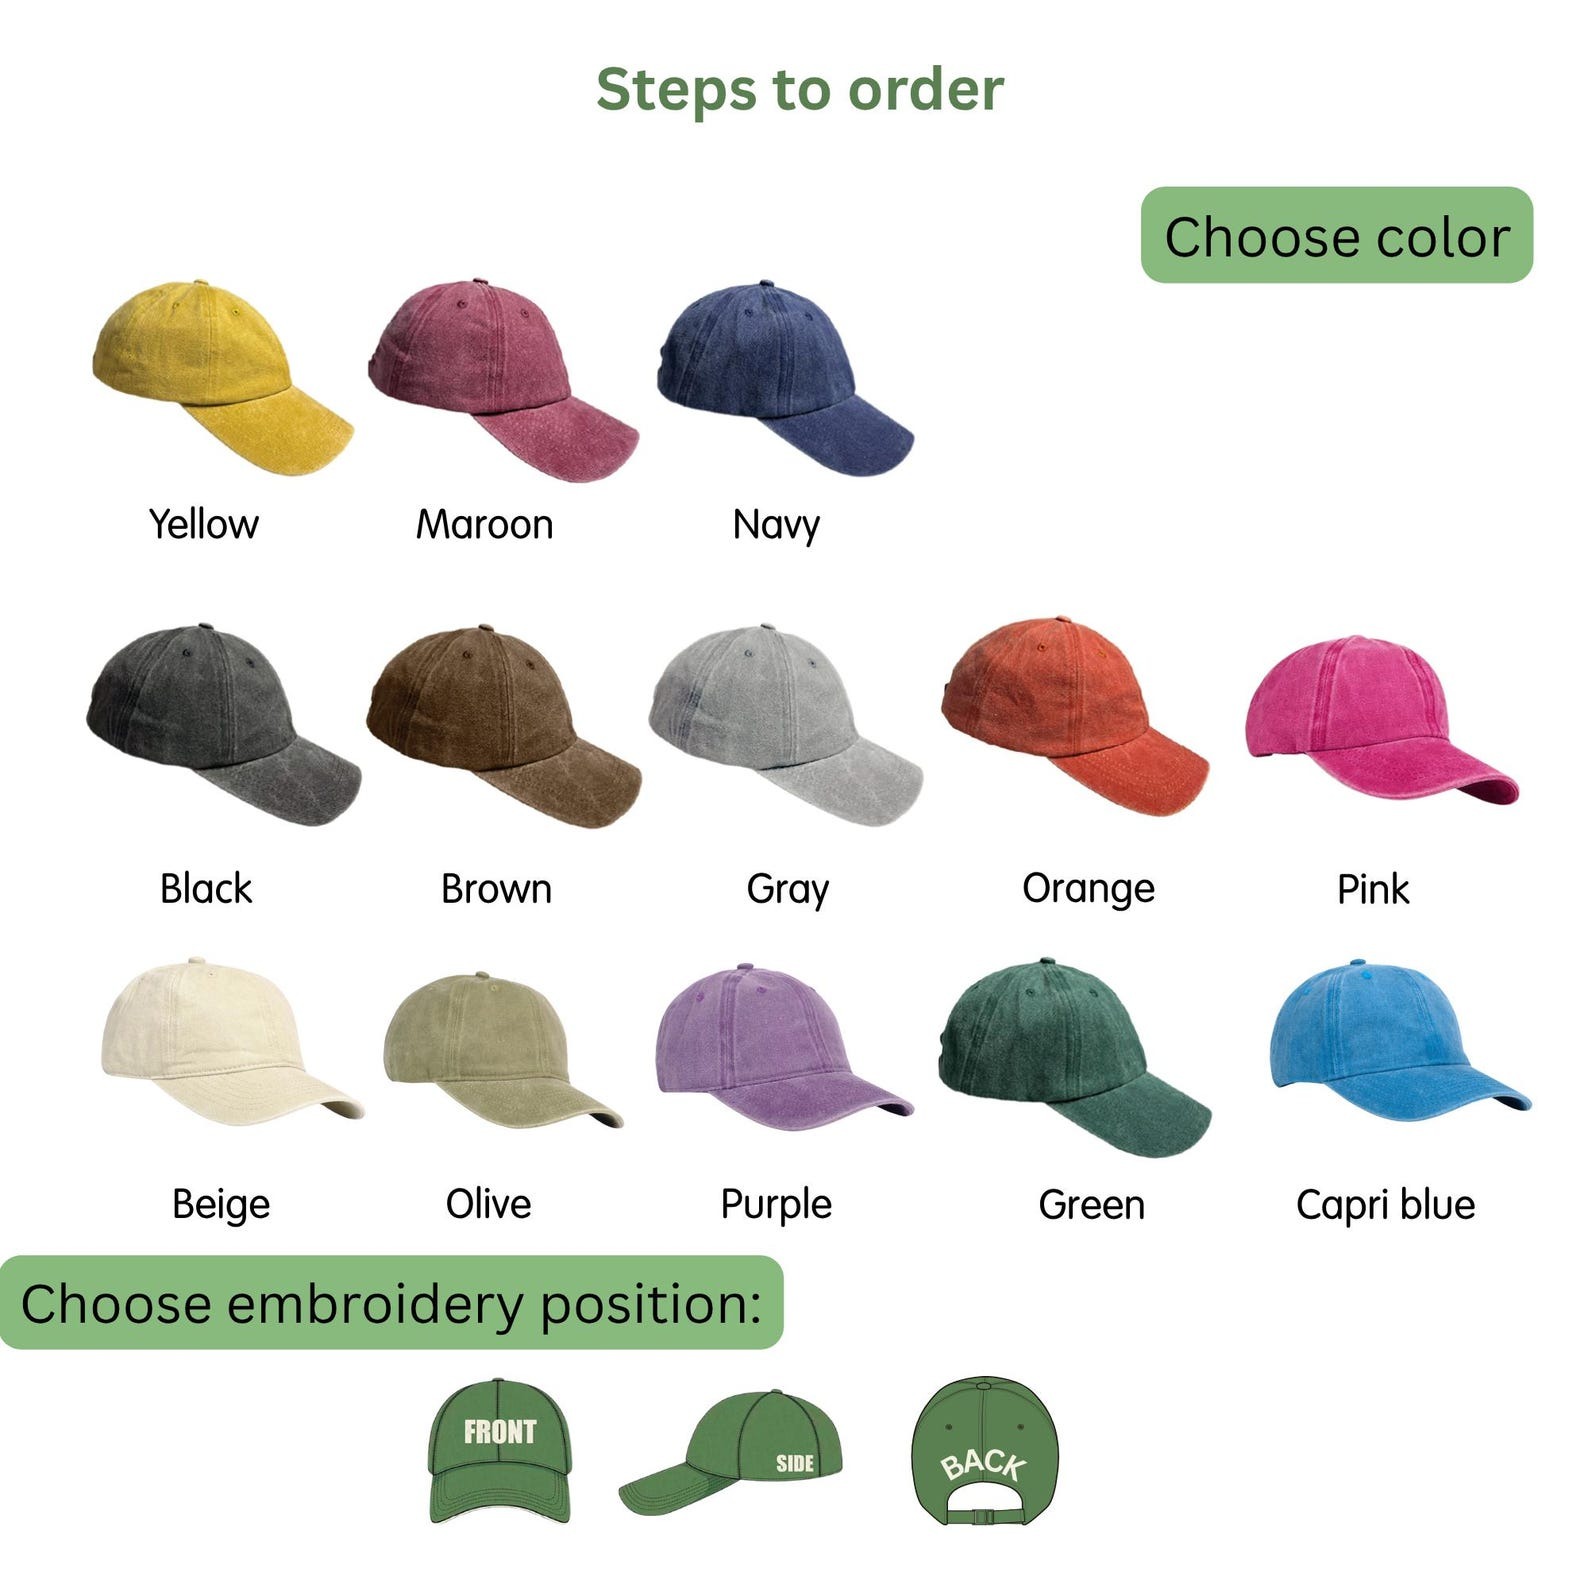 Steps to order
Choose color
Yellow
Maroon
Navy
Black
Brown
Gray
Orange
Pink
Beige
Olive
Purple
Green
Capri blue
Choose embroidery position:
FRONT
SIDE
BACK